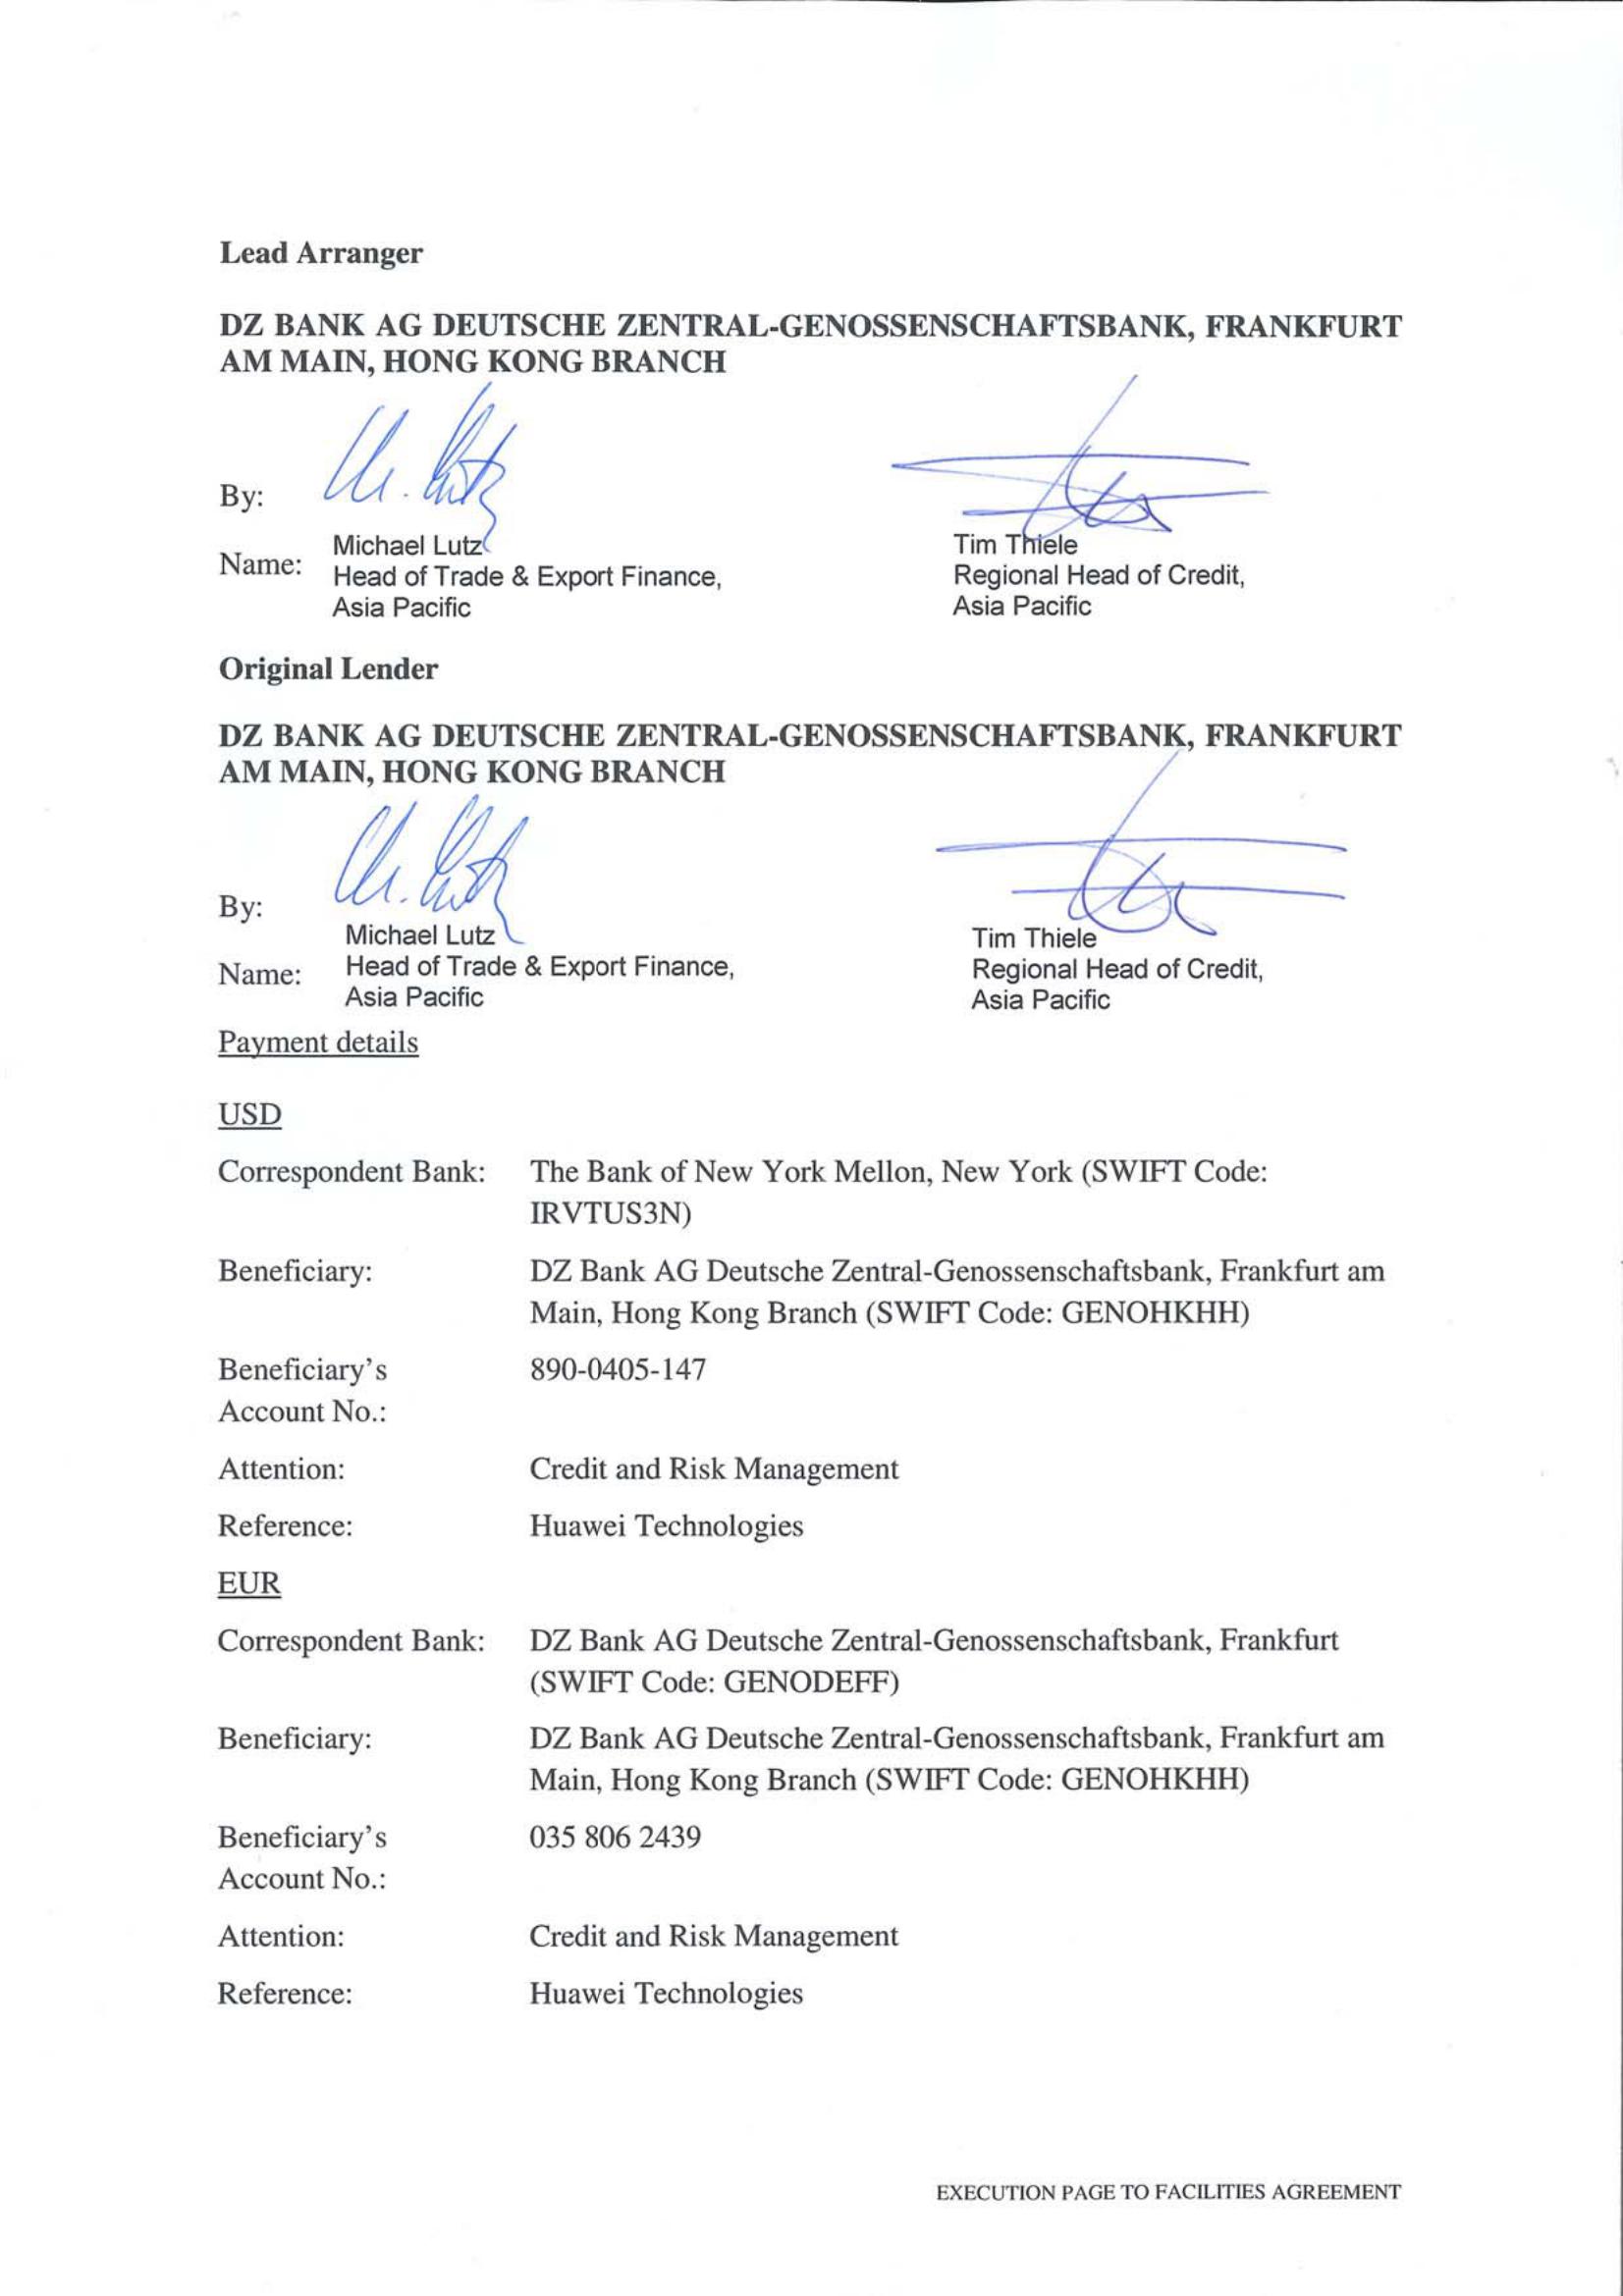 Lead Arranger
DZ BANK AG DEUTSCHE ZENTRAL-GENOSSENSCHAFTSBANK, FRANKFURT
AM MAIN, HONG KONG BRANCH
By:
Name:
Michael Lutz
Head of Trade & Export Finance,
Asia Pacific
Tim Thiele
Regional Head of Credit,
Asia Pacific
Original Lender
DZ BANK AG DEUTSCHE ZENTRAL-GENOSSENSCHAFTSBANK, FRANKFURT
AM MAIN, HONG KONG BRANCH
By:
Name:
Michael Lutz
Head of Trade & Export Finance,
Asia Pacific
Tim Thiele
Regional Head of Credit,
Asia Pacific
Payment details
USD
Correspondent Bank: The Bank of New York Mellon, New York (SWIFT Code:
IRVTUS3N)
Beneficiary: DZ Bank AG Deutsche Zentral-Genossenschaftsbank, Frankfurt am
Main, Hong Kong Branch (SWIFT Code: GENOHKHH)
Beneficiary's 890-0405-147
Account No.:
Attention: Credit and Risk Management
Reference: Huawei Technologies
EUR
Correspondent Bank: DZ Bank AG Deutsche Zentral-Genossenschaftsbank, Frankfurt
(SWIFT Code: GENODEFF)
Beneficiary: DZ Bank AG Deutsche Zentral-Genossenschaftsbank, Frankfurt am
Main, Hong Kong Branch (SWIFT Code: GENOHKHH)
Beneficiary's 035 806 2439
Account No.:
Attention: Credit and Risk Management
Reference: Huawei Technologies
EXECUTION PAGE TO FACILITIES AGREEMENT